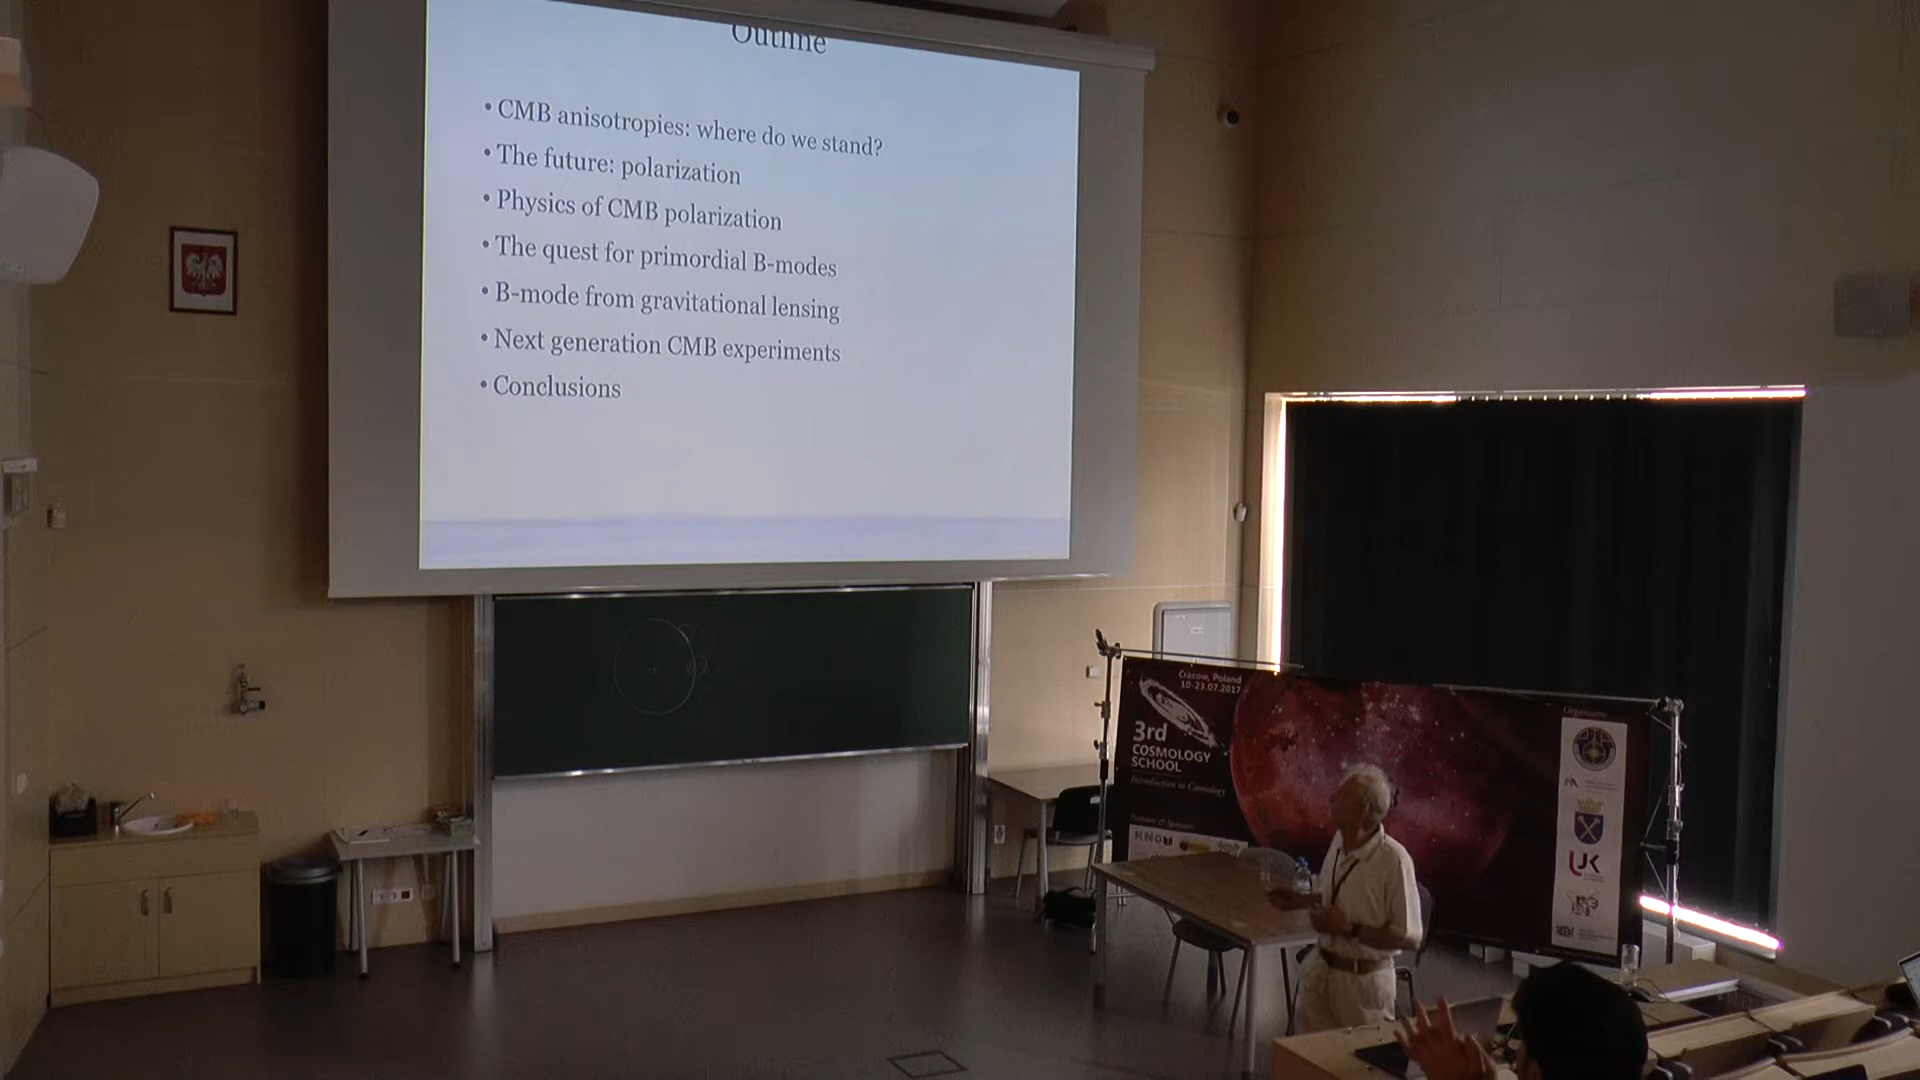 Outline
• CMB anisotropies: where do we stand?
• The future: polarization
• Physics of CMB polarization
• The quest for primordial B-modes
• B-mode from gravitational lensing
• Next generation CMB experiments
• Conclusions
Cracow, Poland
10-23.07.2017
3rd
COSMOLOGY
SCHOOL
Introduction to Cosmology
Organizers:
KNOW
UJK